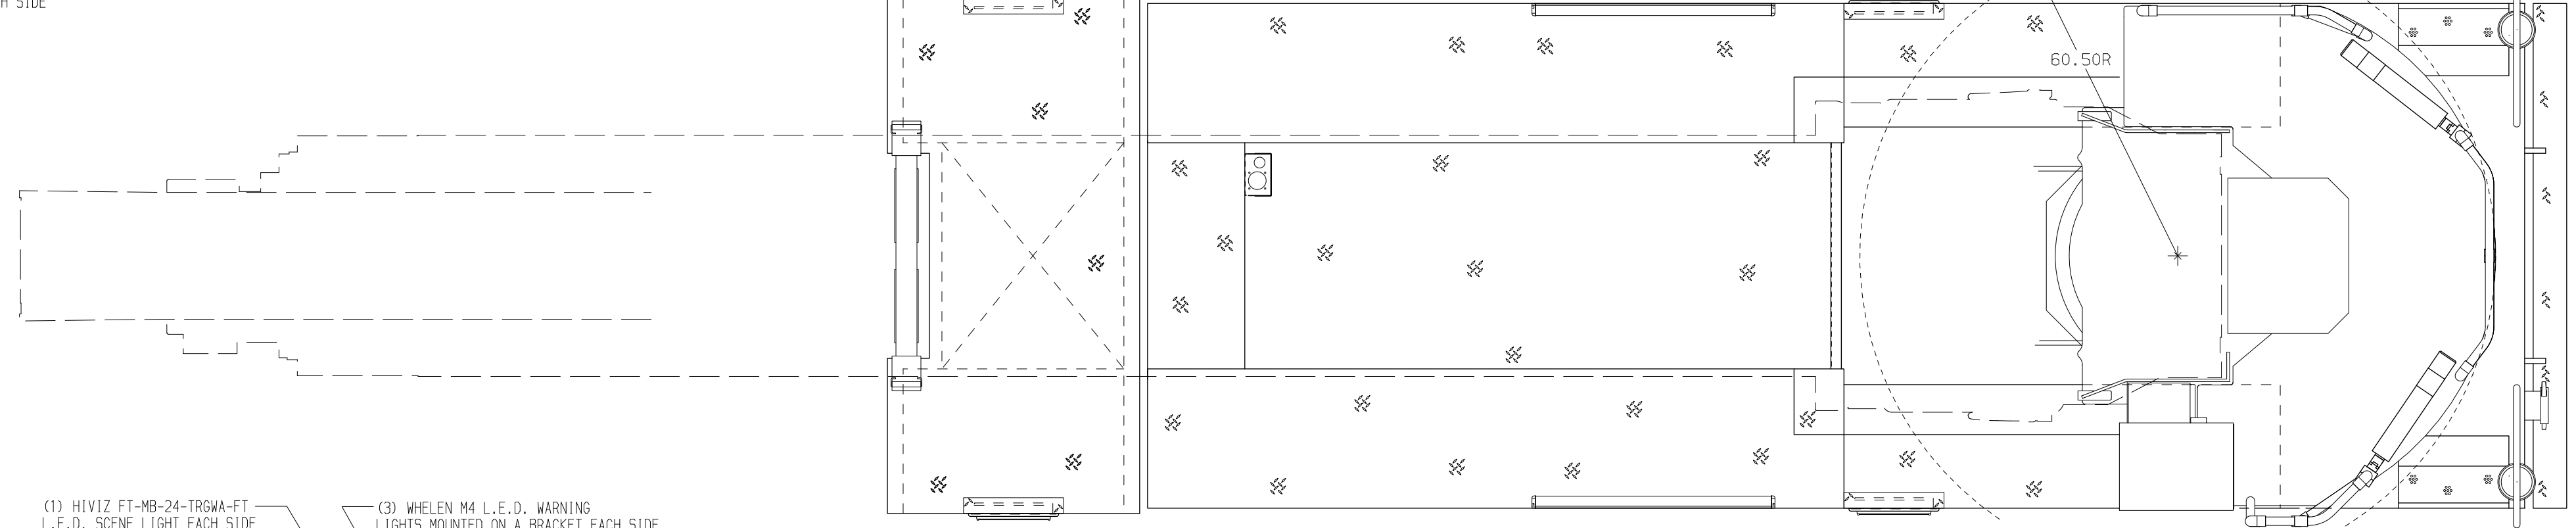 H SIDE
60.50R
(1) HIVIZ FT-MB-24-TRGWA-FT
L.E.D. SCENE LIGHT EACH SIDE
(3) WHELEN M4 L.E.D. WARNING
LIGHTS MOUNTED ON A BRACKET EACH SIDE